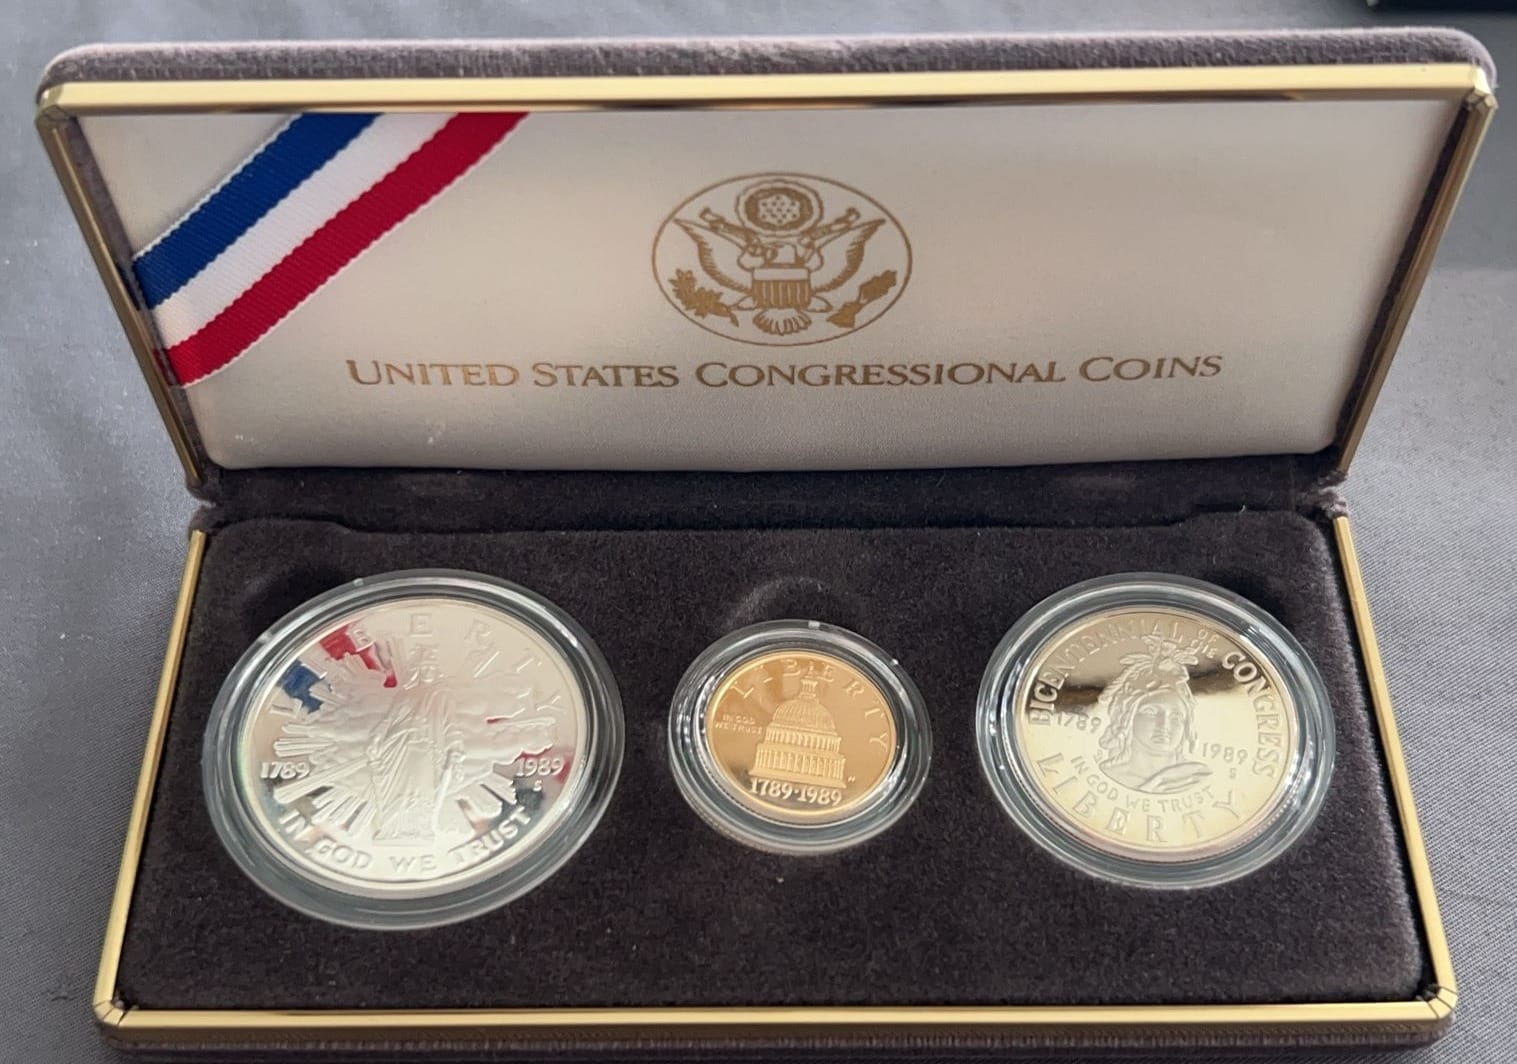 UNITED STATES CONGRESSIONAL COINS
LIBERTY
1789 1989
S
IN GOD WE TRUST
LIBERTY
IN GOD
WE TRUST
W
1789·1989
BICENTENNIAL OF THE CONGRESS
1789
1989
S
IN GOD WE TRUST
LIBERTY